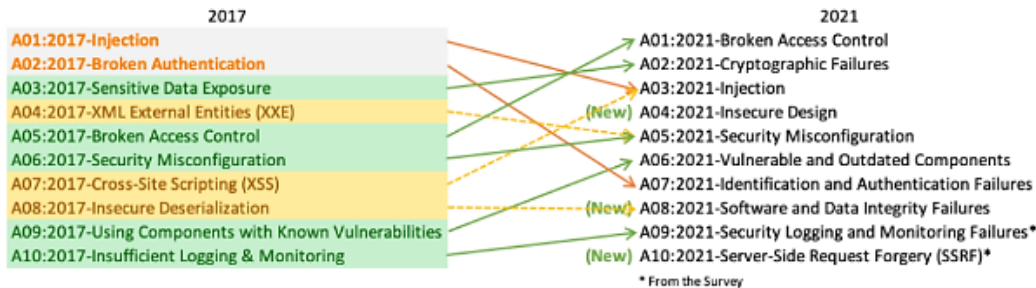 2017
2021
A01:2017-Injection
A02:2017-Broken Authentication
A03:2017-Sensitive Data Exposure
A04:2017-XML External Entities (XXE)
A05:2017-Broken Access Control
A06:2017-Security Misconfiguration
A07:2017-Cross-Site Scripting (XSS)
A08:2017-Insecure Deserialization
A09:2017-Using Components with Known Vulnerabilities
A10:2017-Insufficient Logging & Monitoring
A01:2021-Broken Access Control
A02:2021-Cryptographic Failures
A03:2021-Injection
(New) A04:2021-Insecure Design
A05:2021-Security Misconfiguration
A06:2021-Vulnerable and Outdated Components
A07:2021-Identification and Authentication Failures
(New) A08:2021-Software and Data Integrity Failures
A09:2021-Security Logging and Monitoring Failures*
(New) A10:2021-Server-Side Request Forgery (SSRF)*
* From the Survey